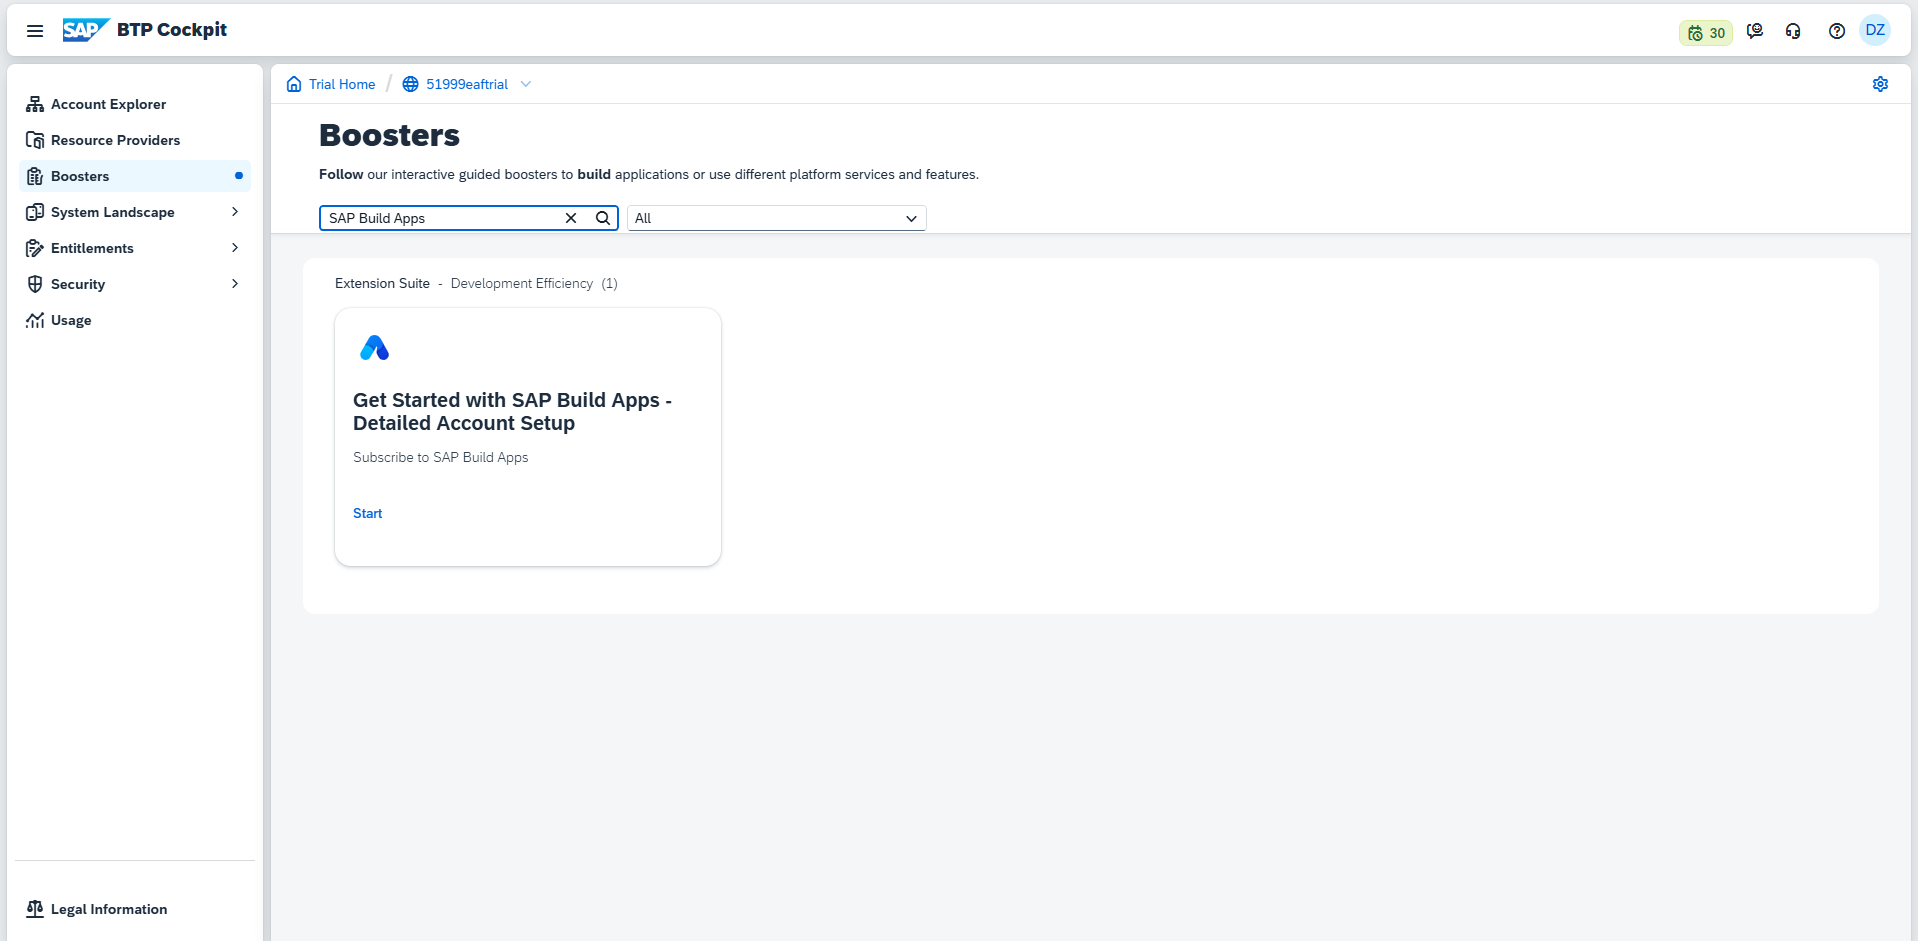 SAP BTP Cockpit
30
DZ
Account Explorer
Resource Providers
Boosters
System Landscape
Entitlements
Security
Usage
Legal Information
Trial Home / 51999eaftrial
Boosters
Follow our interactive guided boosters to build applications or use different platform services and features.
SAP Build Apps
All
Extension Suite - Development Efficiency (1)
Get Started with SAP Build Apps -
Detailed Account Setup
Subscribe to SAP Build Apps
Start